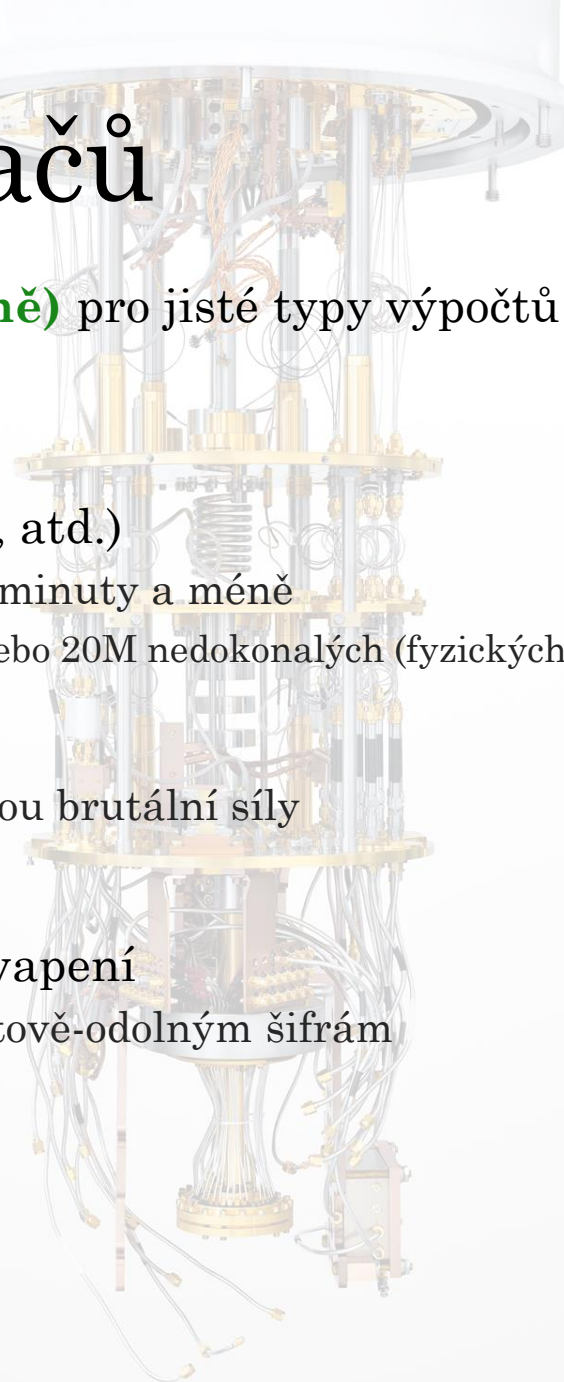 ačů
ně) pro jisté typy výpočtů
, atd.)
minuty a méně
ebo 20M nedokonalých (fyzických
ou brutální síly
vapení
tově-odolným šifrám